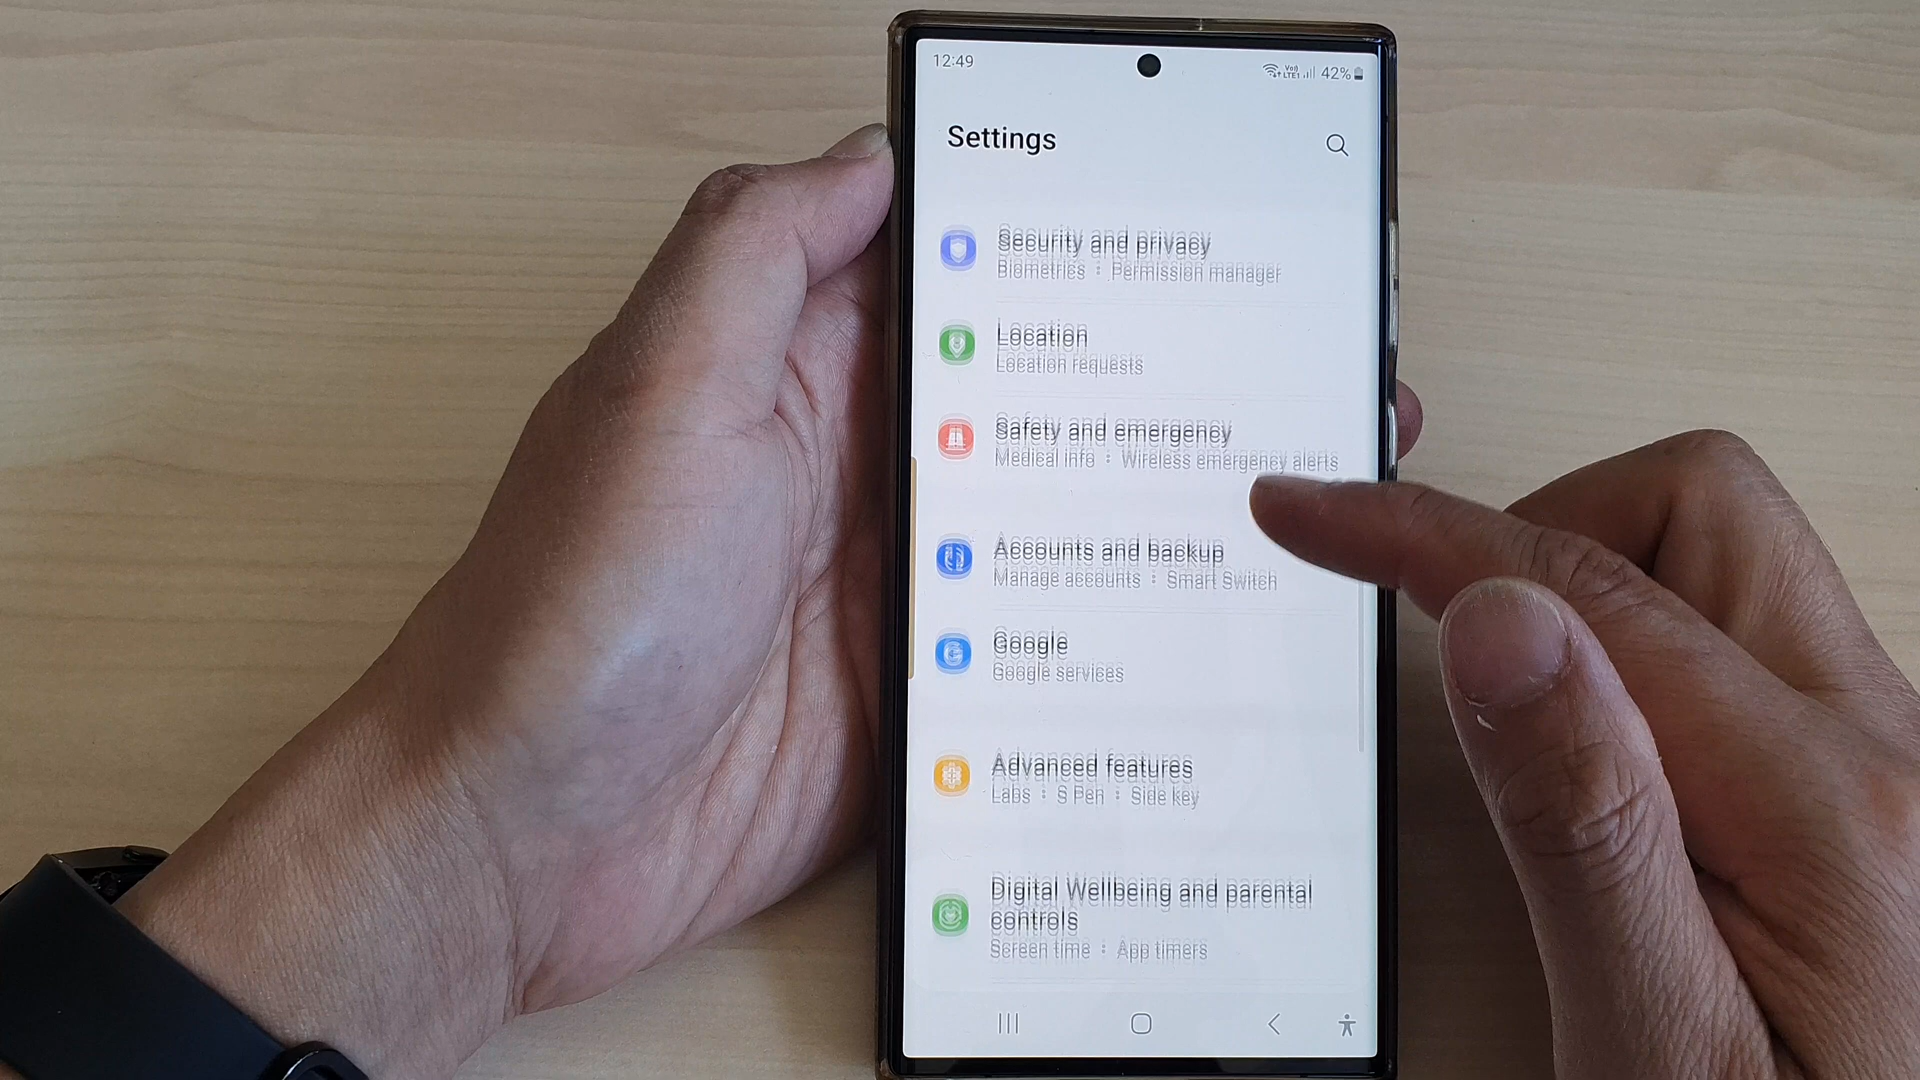 12:49
Vo))
LTE1
42%
Settings
Security and privacy
Biometrics • Permission manager
Location
Location requests
Safety and emergency
Medical info • Wireless emergency alerts
Accounts and backup
Manage accounts • Smart Switch
Google
Google services
Advanced features
Labs • S Pen • Side key
Digital Wellbeing and parental
controls
Screen time • App timers